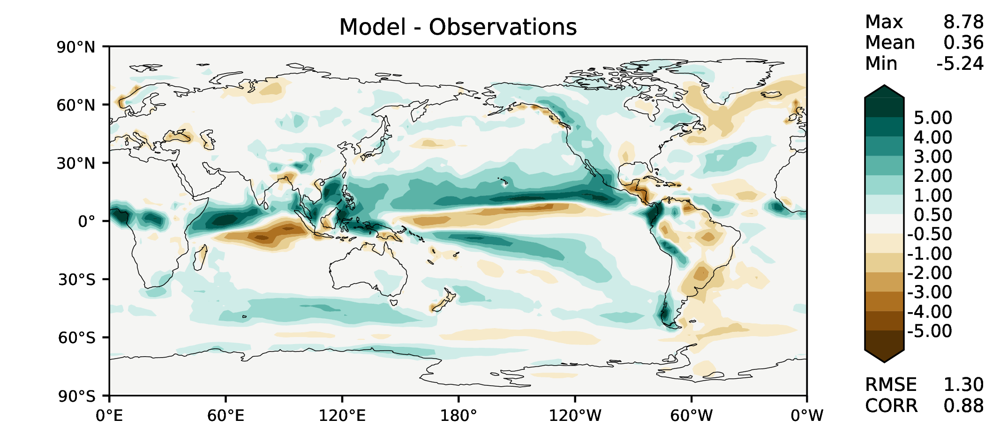 Model - Observations
Max 8.78
Mean 0.36
Min -5.24
90°N
60°N
30°N
0°
30°S
60°S
90°S
0°E 60°E 120°E 180° 120°W 60°W 0°W
5.00
4.00
3.00
2.00
1.00
0.50
-0.50
-1.00
-2.00
-3.00
-4.00
-5.00
RMSE 1.30
CORR 0.88